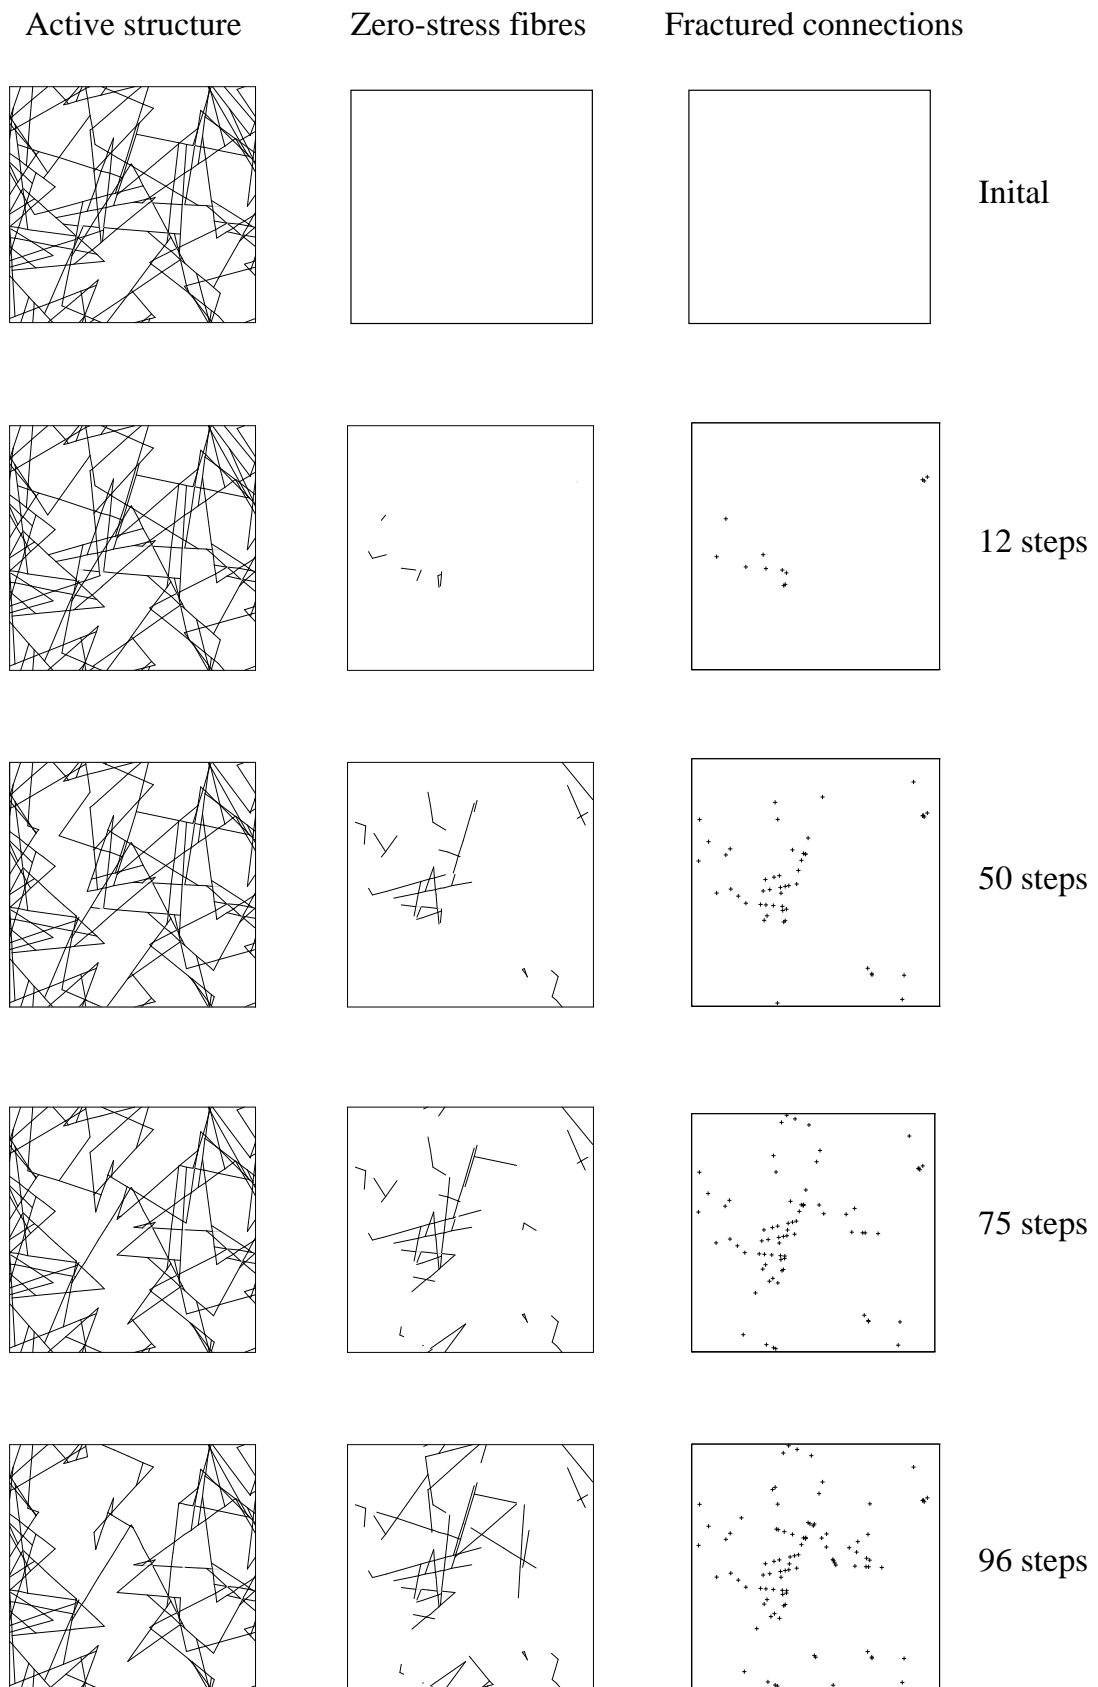 Active structure Zero-stress fibres Fractured connections
Inital
12 steps
50 steps
75 steps
96 steps